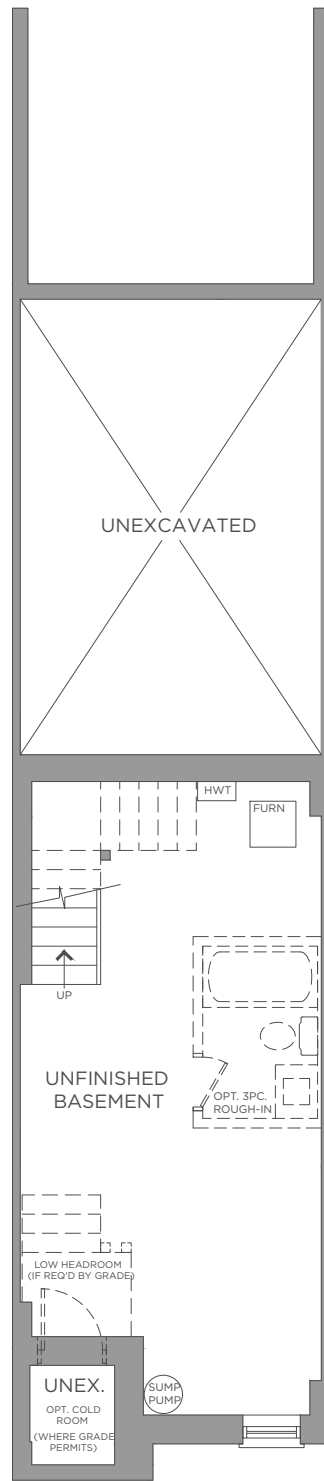 UNEXCAVATED
HWT
FURN
UP
UNFINISHED
BASEMENT
OPT. 3PC.
ROUGH-IN
LOW HEADROOM
(IF REQ'D BY GRADE)
UNEX.
OPT. COLD
ROOM
(WHERE GRADE
PERMITS)
SUMP
PUMP